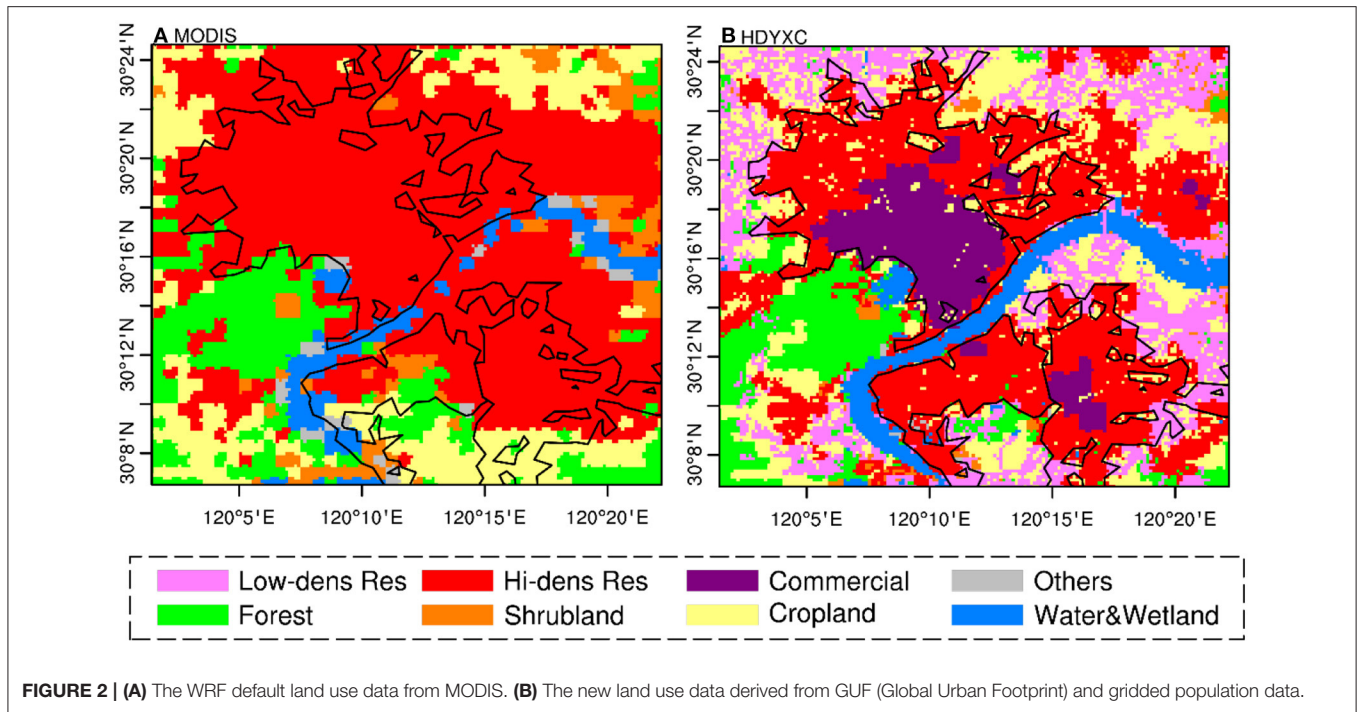 A MODIS
B HDYXC
30°24'N
30°20'N
30°16'N
30°12'N
30°8'N
30°24'N
30°20'N
30°16'N
30°12'N
30°8'N
120°5'E 120°10'E 120°15'E 120°20'E
120°5'E 120°10'E 120°15'E 120°20'E
Low-dens Res Hi-dens Res Commercial Others
Forest Shrubland Cropland Water&Wetland
FIGURE 2 | (A) The WRF default land use data from MODIS. (B) The new land use data derived from GUF (Global Urban Footprint) and gridded population data.